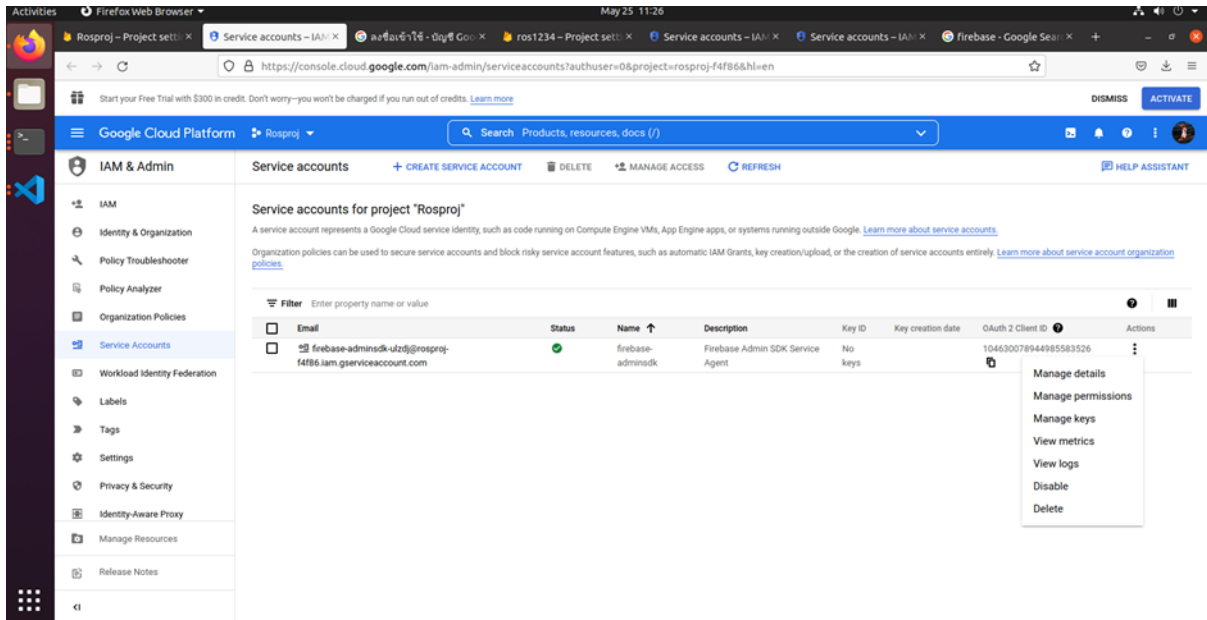 Activities Firefox Web Browser May 25 11:26
Rosproj – Project setti Service accounts – IAM ลงชื่อเข้าใช้ - บัญชี Goo ros1234 – Project setti Service accounts – IAM Service accounts – IAM firebase - Google Sear
https://console.cloud.google.com/iam-admin/serviceaccounts?authuser=0&project=rosproj-f4f86&hl=en
Start your Free Trial with $300 in credit. Don't worry—you won't be charged if you run out of credits. Learn more DISMISS ACTIVATE
Google Cloud Platform Rosproj Search Products, resources, docs (/)
IAM & Admin Service accounts + CREATE SERVICE ACCOUNT DELETE MANAGE ACCESS REFRESH HELP ASSISTANT
IAM
Identity & Organization
Policy Troubleshooter
Policy Analyzer
Organization Policies
Service Accounts
Workload Identity Federation
Labels
Tags
Settings
Privacy & Security
Identity-Aware Proxy
Manage Resources
Release Notes
Service accounts for project "Rosproj"
A service account represents a Google Cloud service identity, such as code running on Compute Engine VMs, App Engine apps, or systems running outside Google. Learn more about service accounts.
Organization policies can be used to secure service accounts and block risky service account features, such as automatic IAM Grants, key creation/upload, or the creation of service accounts entirely. Learn more about service account organization
policies.
Filter Enter property name or value
Email Status Name Description Key ID Key creation date OAuth 2 Client ID Actions
firebase-adminsdk-ulzdj@rosproj- firebase- Firebase Admin SDK Service No 104630078944985583526
f4f86.iam.gserviceaccount.com adminsdk Agent keys
Manage details
Manage permissions
Manage keys
View metrics
View logs
Disable
Delete